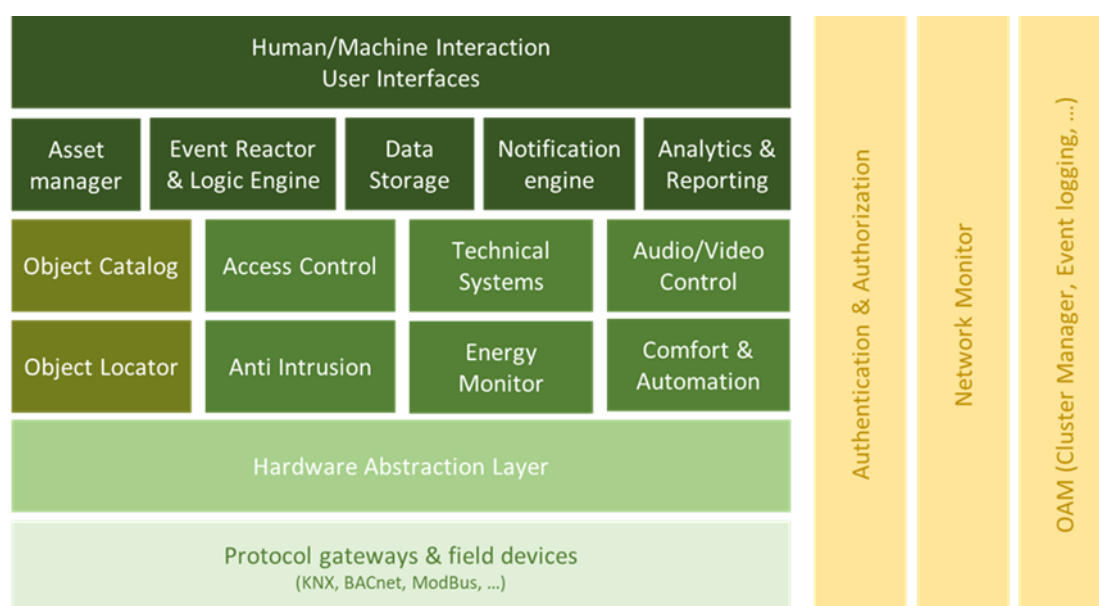 Human/Machine Interaction
User Interfaces
Asset
manager
Event Reactor
& Logic Engine
Data
Storage
Notification
engine
Analytics &
Reporting
Object Catalog
Access Control
Technical
Systems
Audio/Video
Control
Object Locator
Anti Intrusion
Energy
Monitor
Comfort &
Automation
Hardware Abstraction Layer
Protocol gateways & field devices
(KNX, BACnet, ModBus, ...)
Authentication & Authorization
Network Monitor
OAM (Cluster Manager, Event logging, ...)